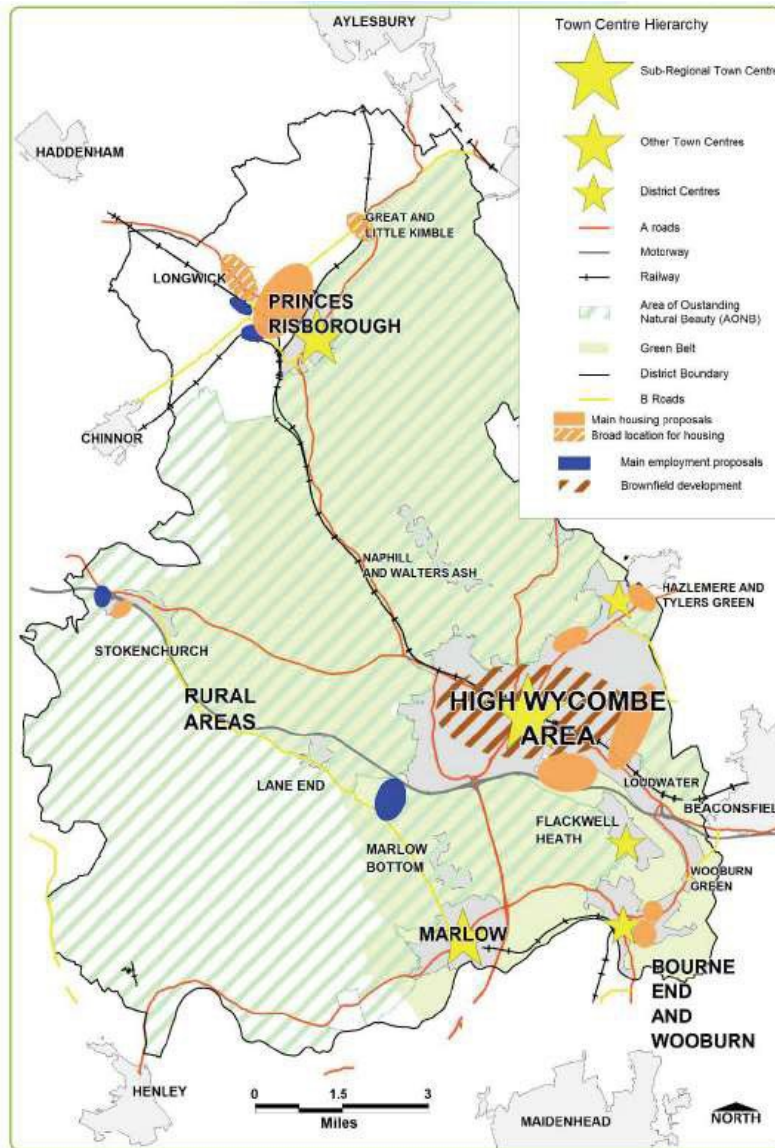 AYLESBURY
Town Centre Hierarchy
Sub-Regional Town Centre
Other Town Centres
District Centres
A roads
Motorway
Railway
Area of Oustanding
Natural Beauty (AONB)
Green Belt
District Boundary
B Roads
Main housing proposals
Broad location for housing
Main employment proposals
Brownfield development
HADDENHAM
GREAT AND
LITTLE KIMBLE
LONGWICK
PRINCES
RISBOROUGH
CHINNOR
NAPHILL
AND WALTERS ASH
HAZLEMERE AND
TYLERS GREEN
STOKENCHURCH
RURAL
AREAS
HIGH WYCOMBE
AREA
LANE END
LOUDWATER
BEACONSFIELD
FLACKWELL
HEATH
MARLOW
BOTTOM
WOOBURN
GREEN
MARLOW
BOURNE
END
AND
WOOBURN
HENLEY
0 1.5 3
Miles
MAIDENHEAD
NORTH